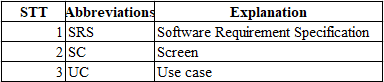 STT Abbreviations Explanation
1 SRS Software Requirement Specification
2 SC Screen
3 UC Use case